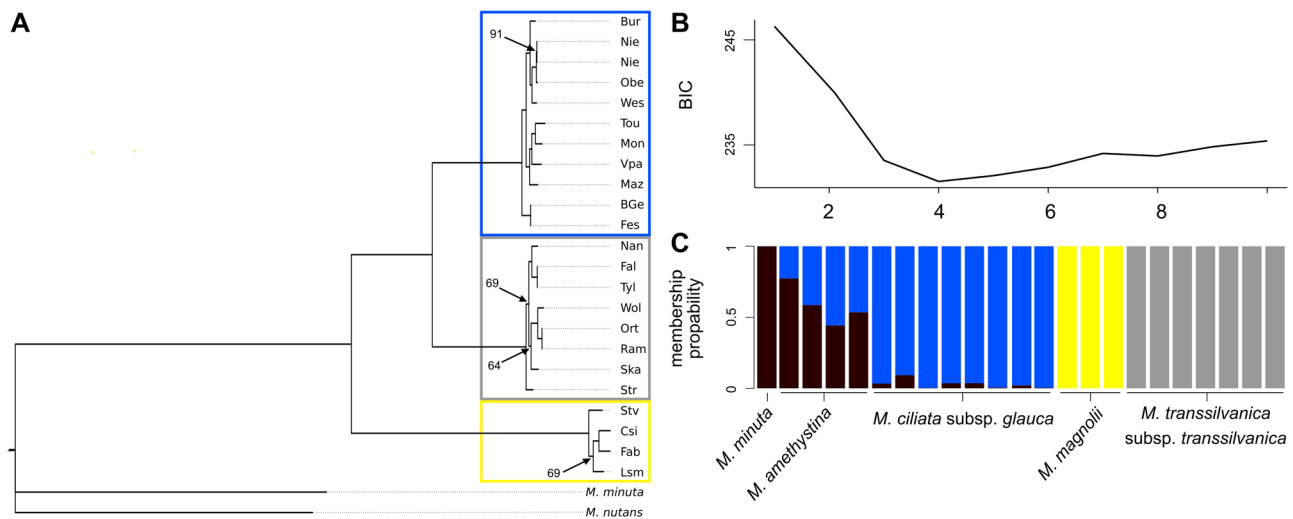 A
91
Bur
Nie
Nie
Obe
Wes
Tou
Mon
Vpa
Maz
BGe
Fes
69
64
Nan
Fal
Tyl
Wol
Ort
Ram
Ska
Str
69
Stv
Csi
Fab
Lsm
M. minuta
M. nutans
B
BIC
245
235
2
4
6
8
C
membership
propability
1
0.5
0
M. minuta
M. amethystina
M. ciliata subsp. glauca
M. magnolii
M. transsilvanica
subsp. transsilvanica